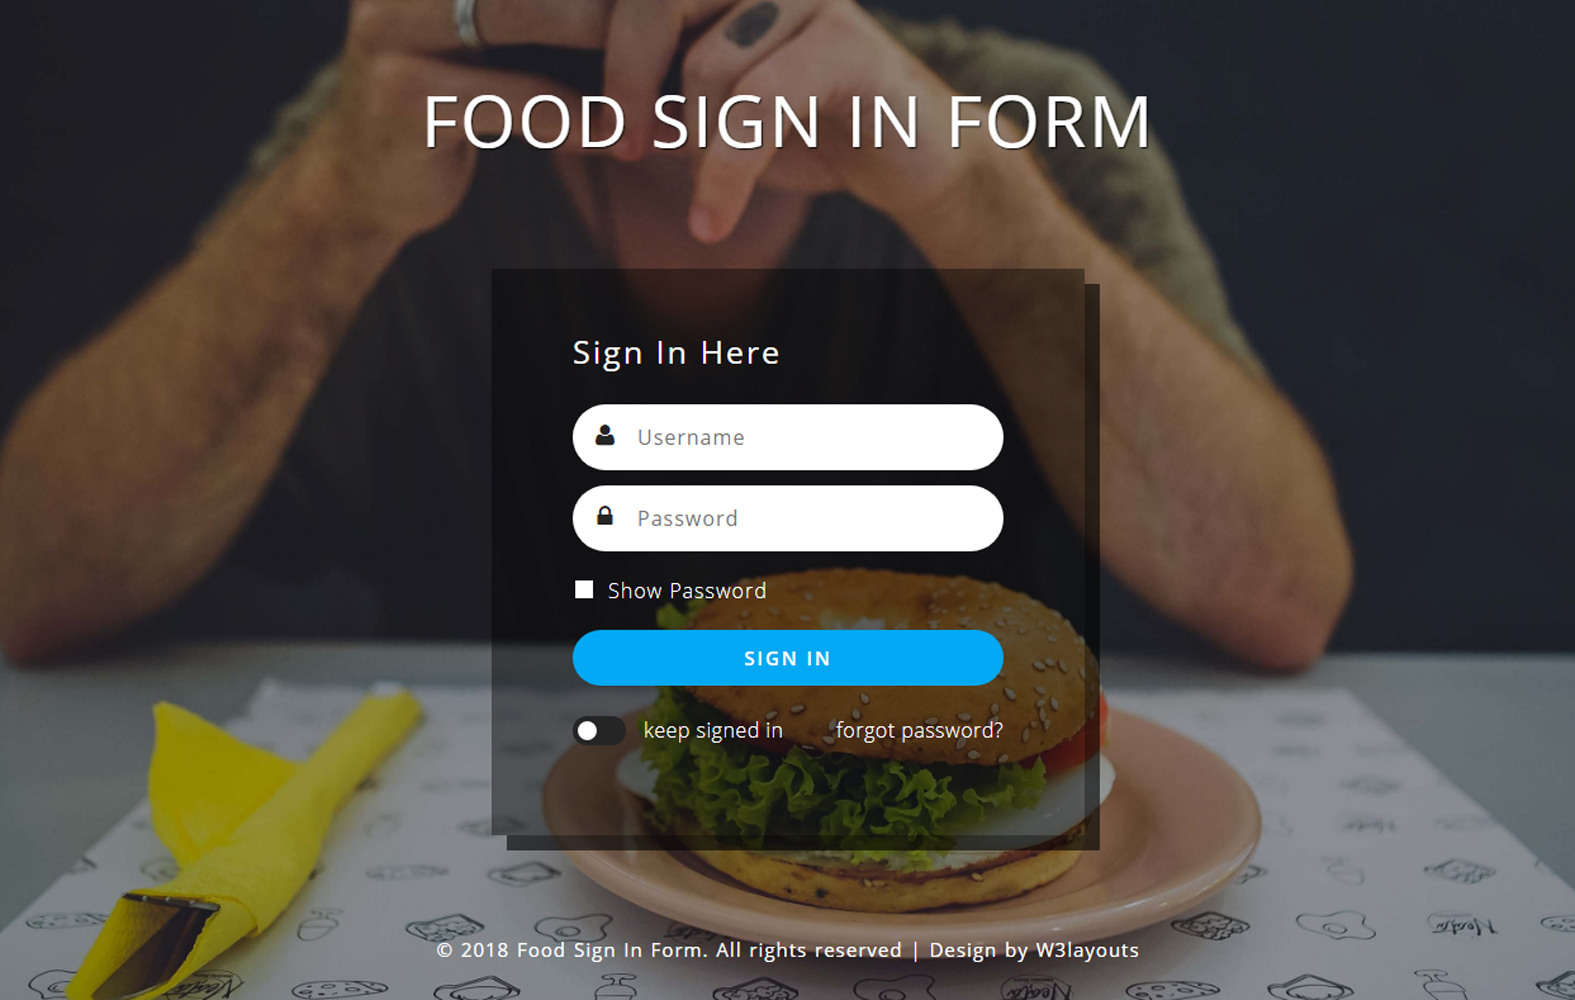 FOOD SIGN IN FORM
Sign In Here
Username
Password
Show Password
SIGN IN
keep signed in forgot password?
© 2018 Food Sign In Form. All rights reserved | Design by W3layouts